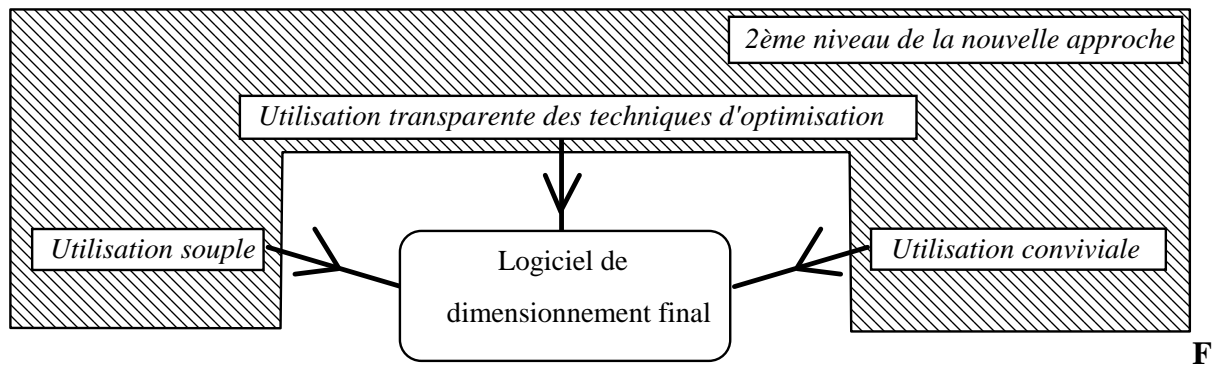 2ème niveau de la nouvelle approche
Utilisation transparente des techniques d'optimisation
Utilisation souple
Utilisation conviviale
Logiciel de
dimensionnement final
F